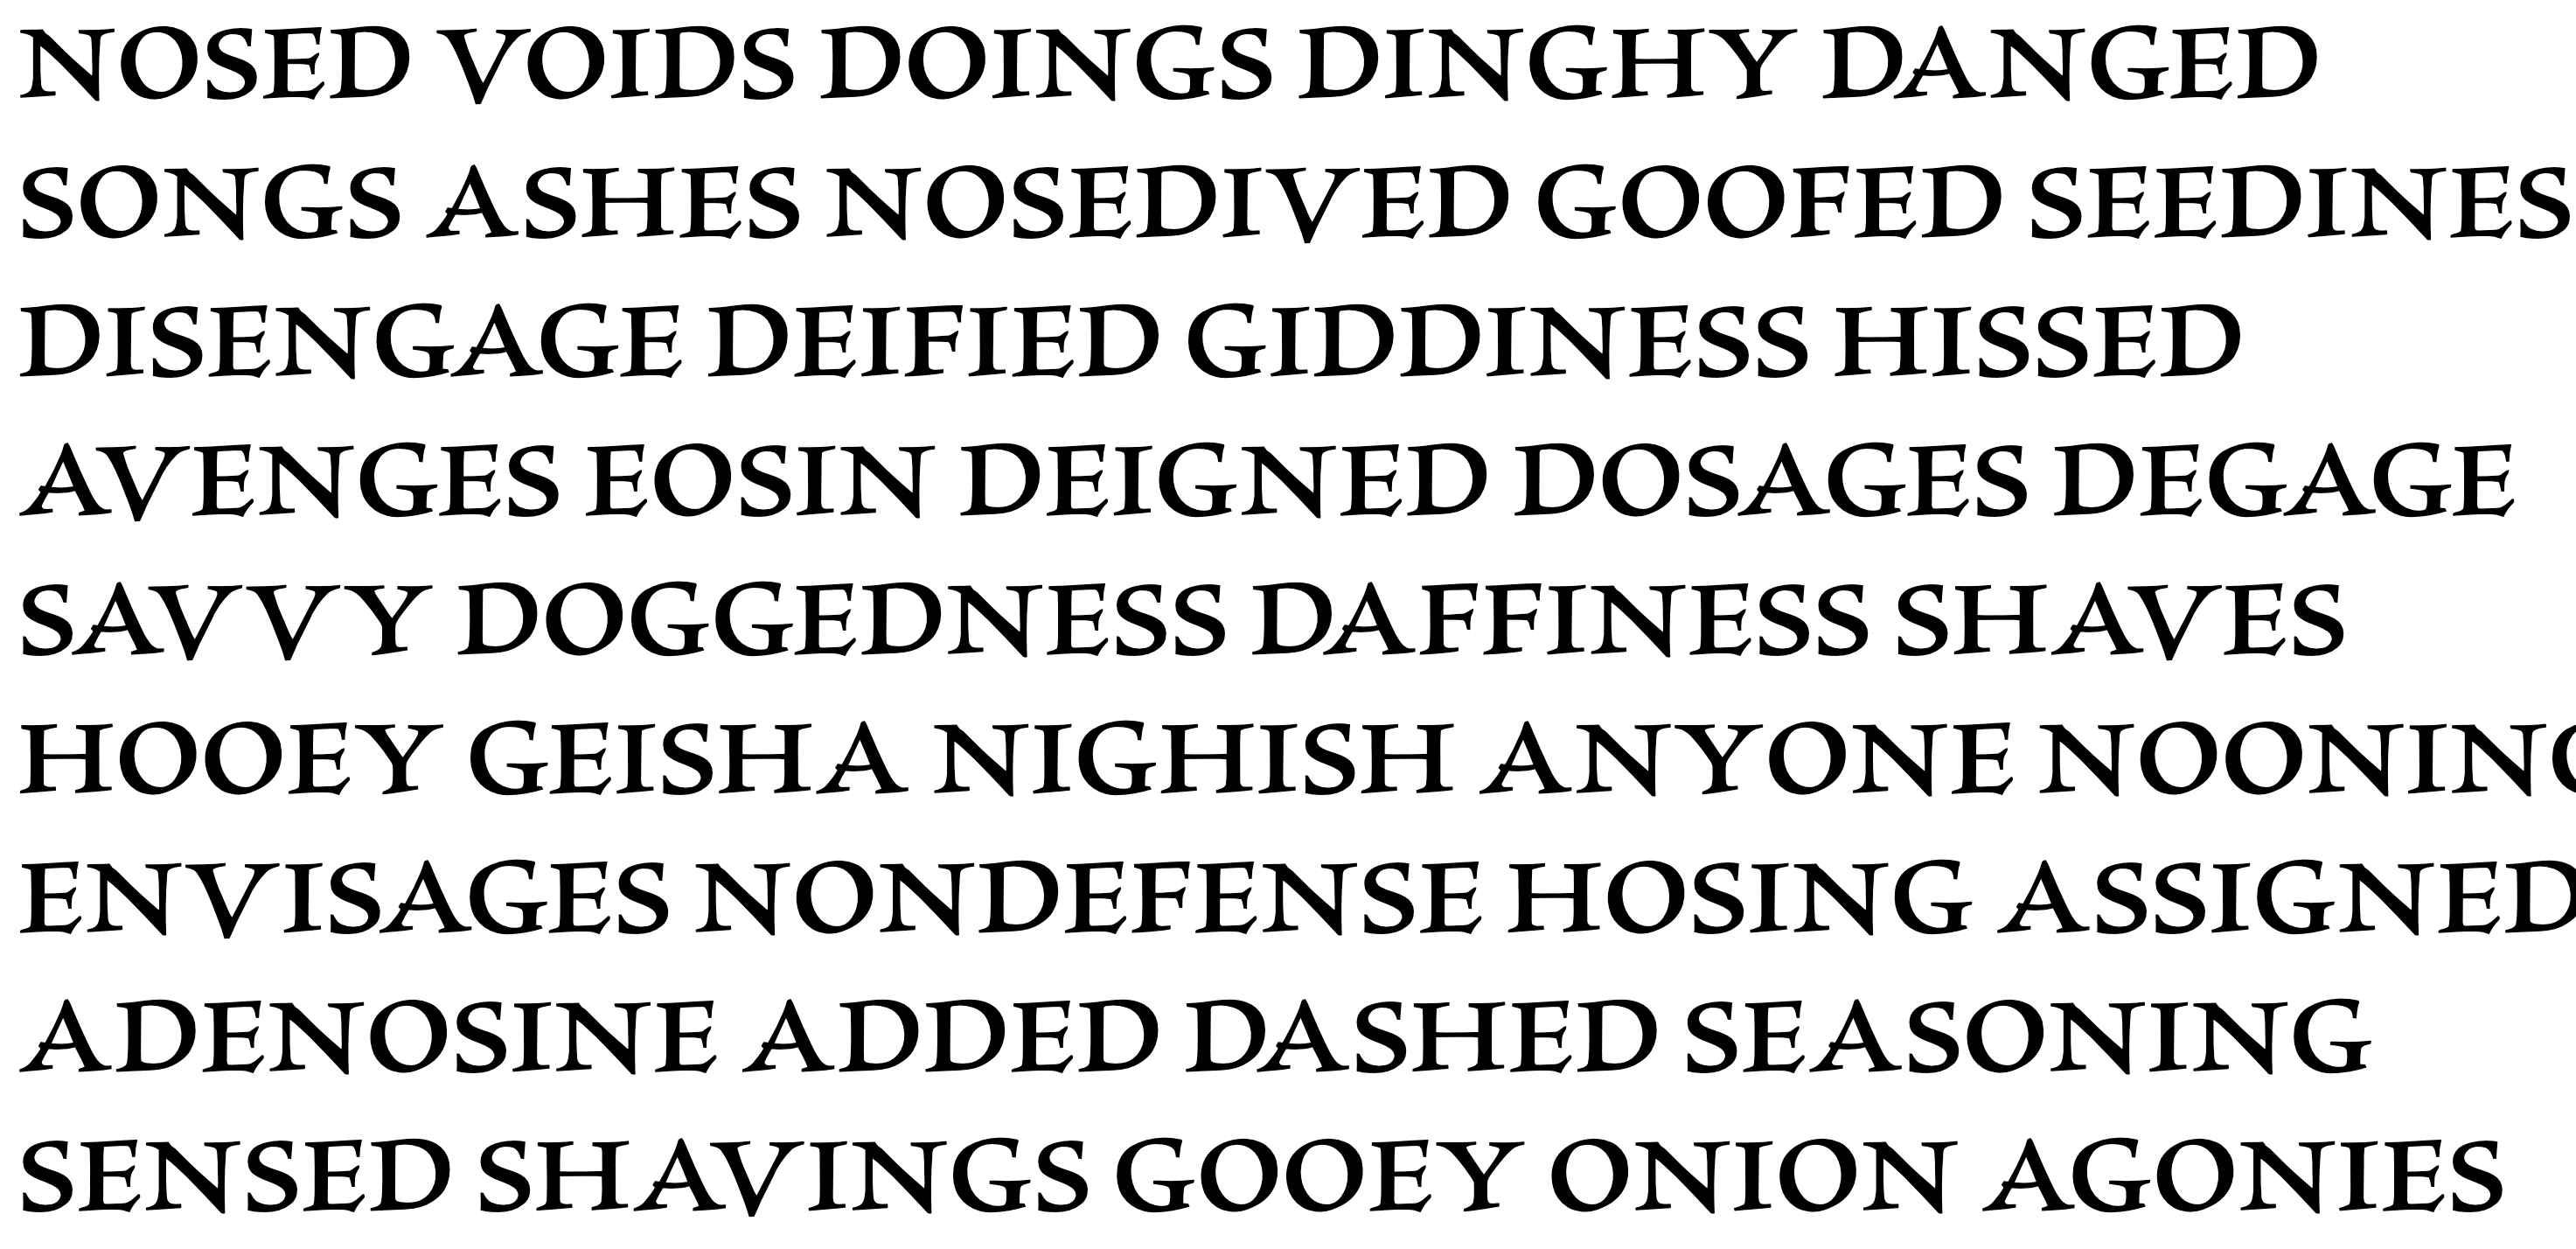 NOSED VOIDS DOINGS DINGHY DANGED
SONGS ASHES NOSEDIVED GOOFED SEEDINES
DISENGAGE DEIFIED GIDDINESS HISSED
AVENGES EOSIN DEIGNED DOSAGES DEGAGE
SAVVY DOGGEDNESS DAFFINESS SHAVES
HOOEY GEISHA NIGHISH ANYONE
ENVISAGES NONDEFENSE HOSING ASSIGNED
ADENOSINE ADDED DASHED SEASONING
SENSED SHAVINGS GOOEY ONION AGONIES